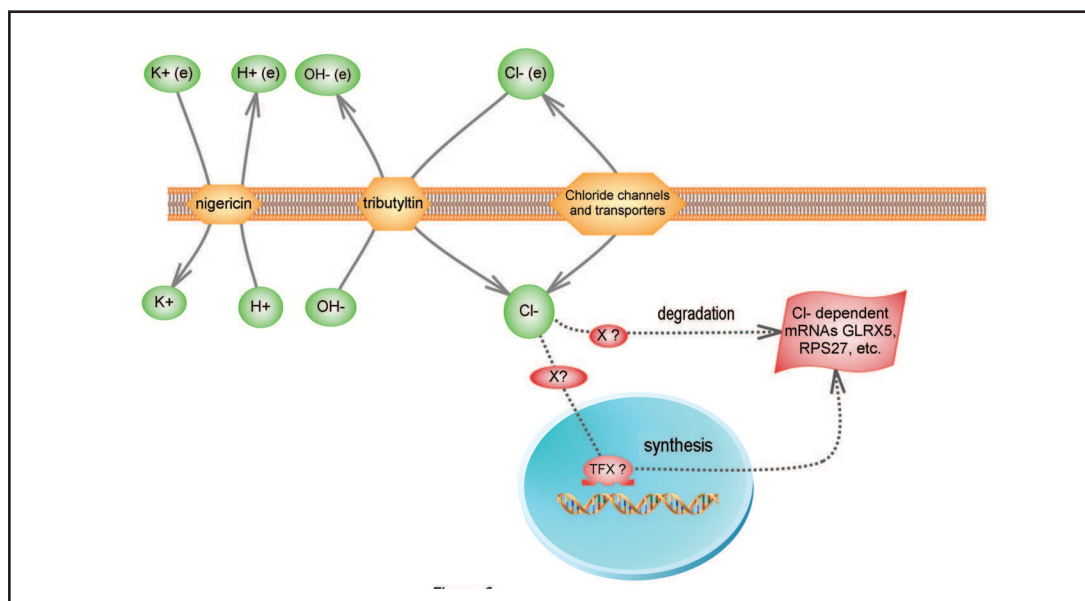 K+ (e)
H+ (e)
OH- (e)
Cl- (e)
nigericin
tributyltin
Chloride channels
and transporters
K+
H+
OH-
Cl-
degradation
X ?
Cl- dependent
mRNAs GLRX5,
RPS27, etc.
X?
synthesis
TFX ?